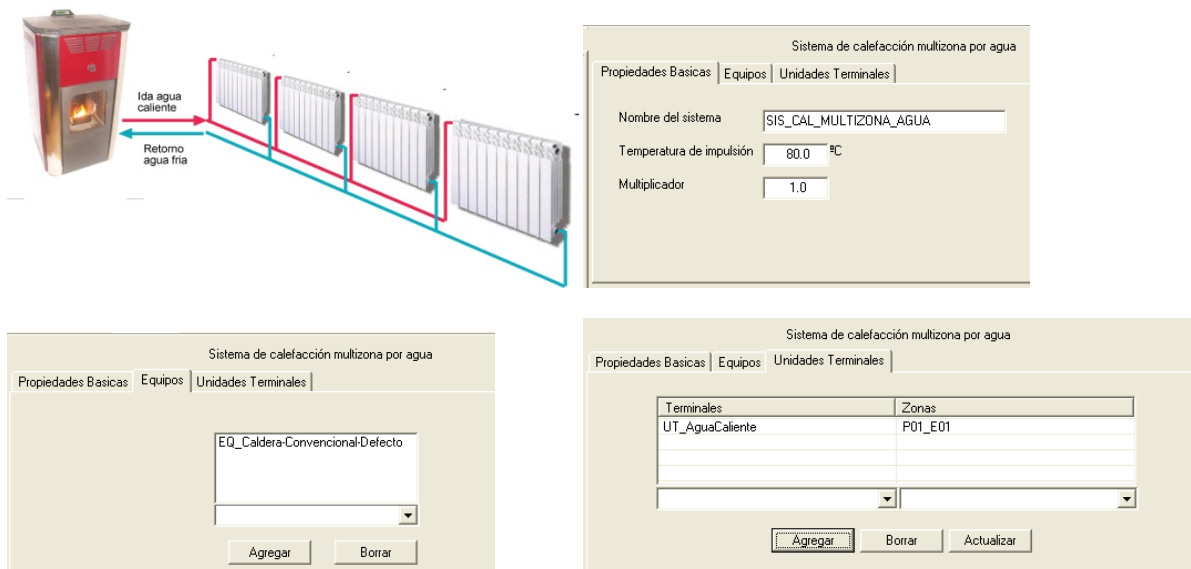 Ida agua
caliente
Retorno
agua fria
Sistema de calefacción multizona por agua
Propiedades Basicas Equipos Unidades Terminales
Nombre del sistema SIS_CAL_MULTIZONA_AGUA
Temperatura de impulsión 80.0 ºC
Multiplicador 1.0
Sistema de calefacción multizona por agua
Propiedades Basicas Equipos Unidades Terminales
EQ_Caldera-Convencional-Defecto
Agregar Borrar
Sistema de calefacción multizona por agua
Propiedades Basicas Equipos Unidades Terminales
Terminales Zonas
UT_AguaCaliente P01_E01
Agregar Borrar Actualizar